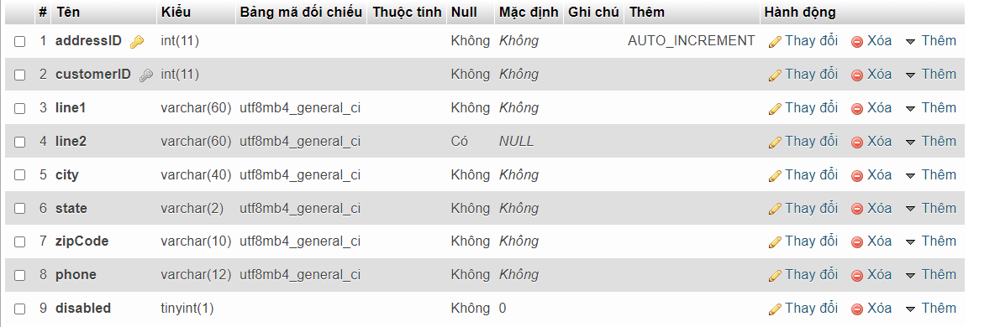 # Tên Kiểu Bảng mã đối chiếu Thuộc tính Null Mặc định Ghi chú Thêm Hành động
1 addressID int(11) Không Không AUTO_INCREMENT Thay đổi Xóa Thêm
2 customerID int(11) Không Không Thay đổi Xóa Thêm
3 line1 varchar(60) utf8mb4_general_ci Không Không Thay đổi Xóa Thêm
4 line2 varchar(60) utf8mb4_general_ci Có NULL Thay đổi Xóa Thêm
5 city varchar(40) utf8mb4_general_ci Không Không Thay đổi Xóa Thêm
6 state varchar(2) utf8mb4_general_ci Không Không Thay đổi Xóa Thêm
7 zipCode varchar(10) utf8mb4_general_ci Không Không Thay đổi Xóa Thêm
8 phone varchar(12) utf8mb4_general_ci Không Không Thay đổi Xóa Thêm
9 disabled tinyint(1) Không 0 Thay đổi Xóa Thêm